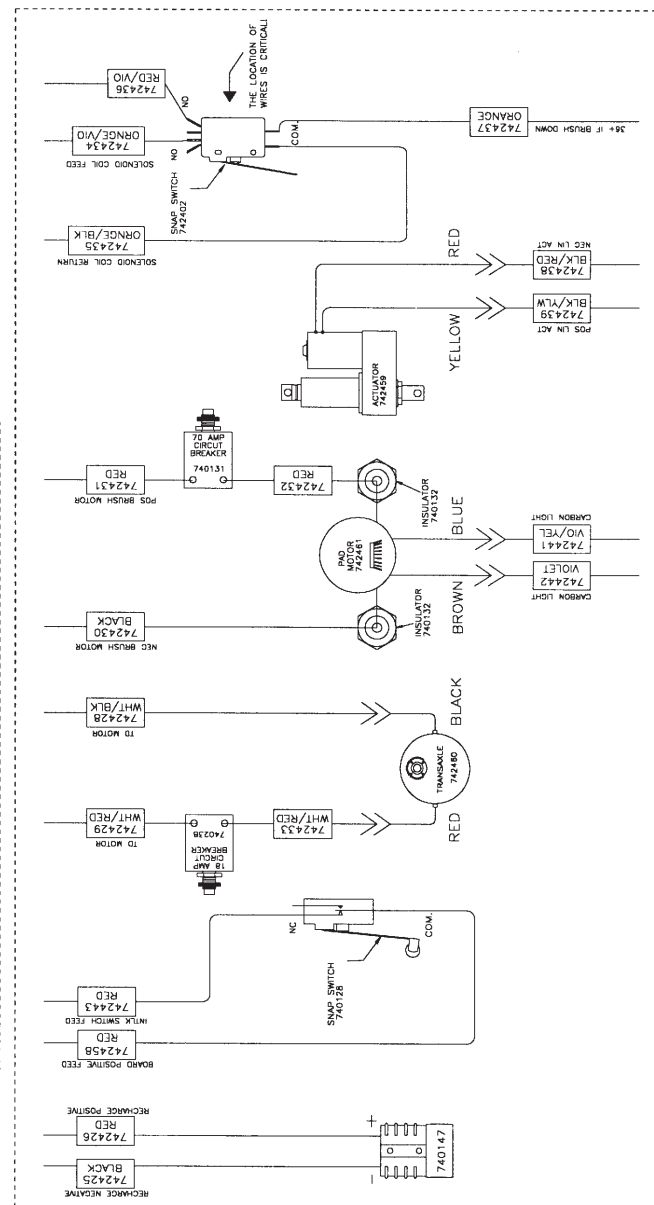 742436
RED/VIO
NO
THE LOCATION OF
WIRES IS CRITICAL!
742434
ORNGE/VIO
SOLENOID COIL FEED
NO
COM.
742437
ORANGE
36+ IF BRUSH DOWN
SNAP SWITCH
742402
742435
ORNGE/BLK
SOLENOID COIL RETURN
RED
742438
BLK/RED
NEG LIN ACT
YELLOW
742439
BLK/YLW
POS LIN ACT
ACTUATOR
742459
70 AMP
CIRCUT
BREAKER
740131
742431
RED
POS BRUSH MOTOR
742432
RED
INSULATOR
740132
BLUE
742441
VIO/YEL
CARBON LIGHT
PAD
MOTOR
742461
BROWN
742442
VIOLET
CARBON LIGHT
742430
BLACK
NEG BRUSH MOTOR
INSULATOR
740132
742428
WHT/BLK
TD MOTOR
BLACK
TRANSAXLE
742460
742429
WHT/RED
TD MOTOR
18 AMP
CIRCUT
BREAKER
740238
742433
WHT/RED
RED
NC
COM.
SNAP SWITCH
740128
742443
RED
INTLK SWITCH FEED
742458
RED
BOARD POSITIVE FEED
742426
RED
RECHARGE POSITIVE
+
742425
BLACK
RECHARGE NEGATIVE
-
740147